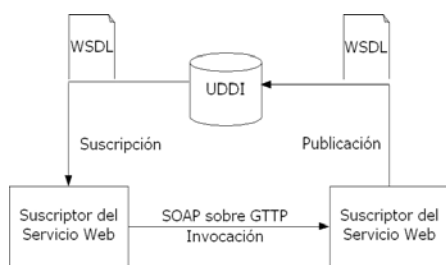 WSDL
WSDL
UDDI
Suscripción
Publicación
Suscriptor del
Servicio Web
SOAP sobre GTTP
Invocación
Suscriptor del
Servicio Web